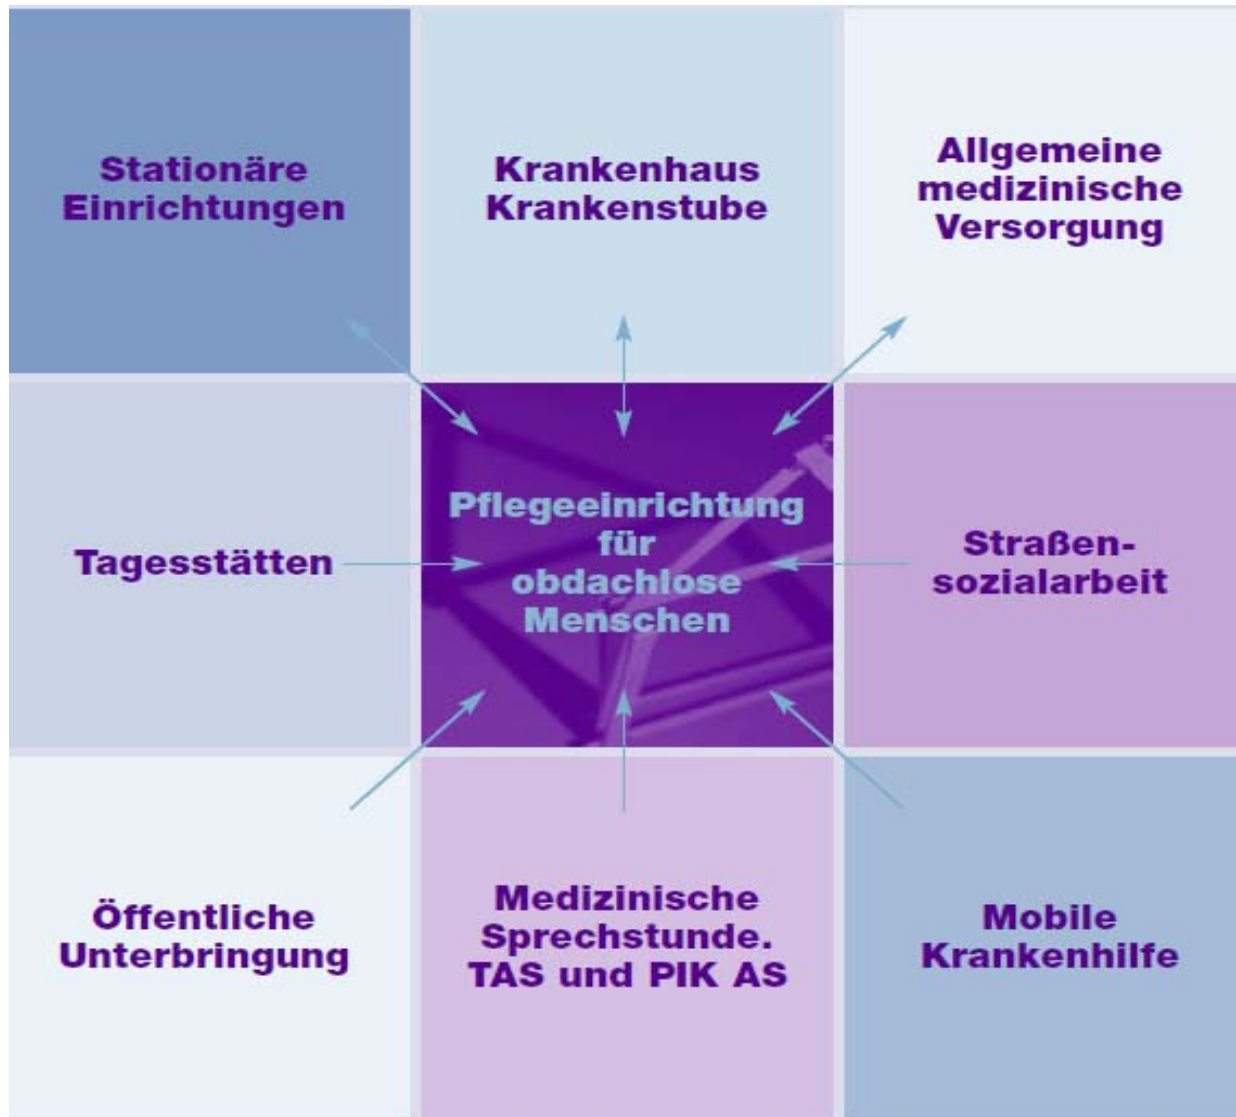 Stationäre
Einrichtungen
Krankenhaus
Krankenstube
Allgemeine
medizinische
Versorgung
Tagesstätten
Pflegeeinrichtung
für
obdachlose
Menschen
Straßen-
sozialarbeit
Öffentliche
Unterbringung
Medizinische
Sprechstunde.
TAS und PIK AS
Mobile
Krankenhilfe